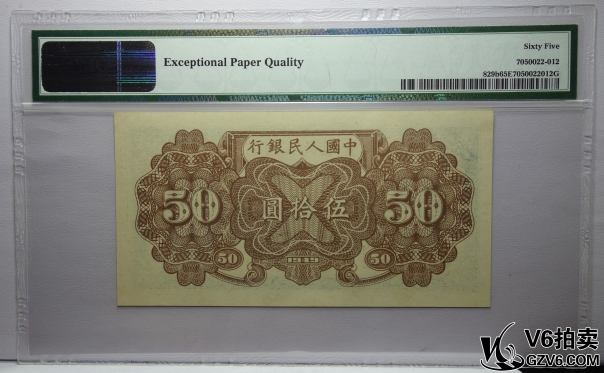 Sixty Five
Exceptional Paper Quality
7050022-012
829b65E7050022012G
行銀民人國中
50 圓拾伍 50
50 1949 50
V6拍卖
GZV6.COM